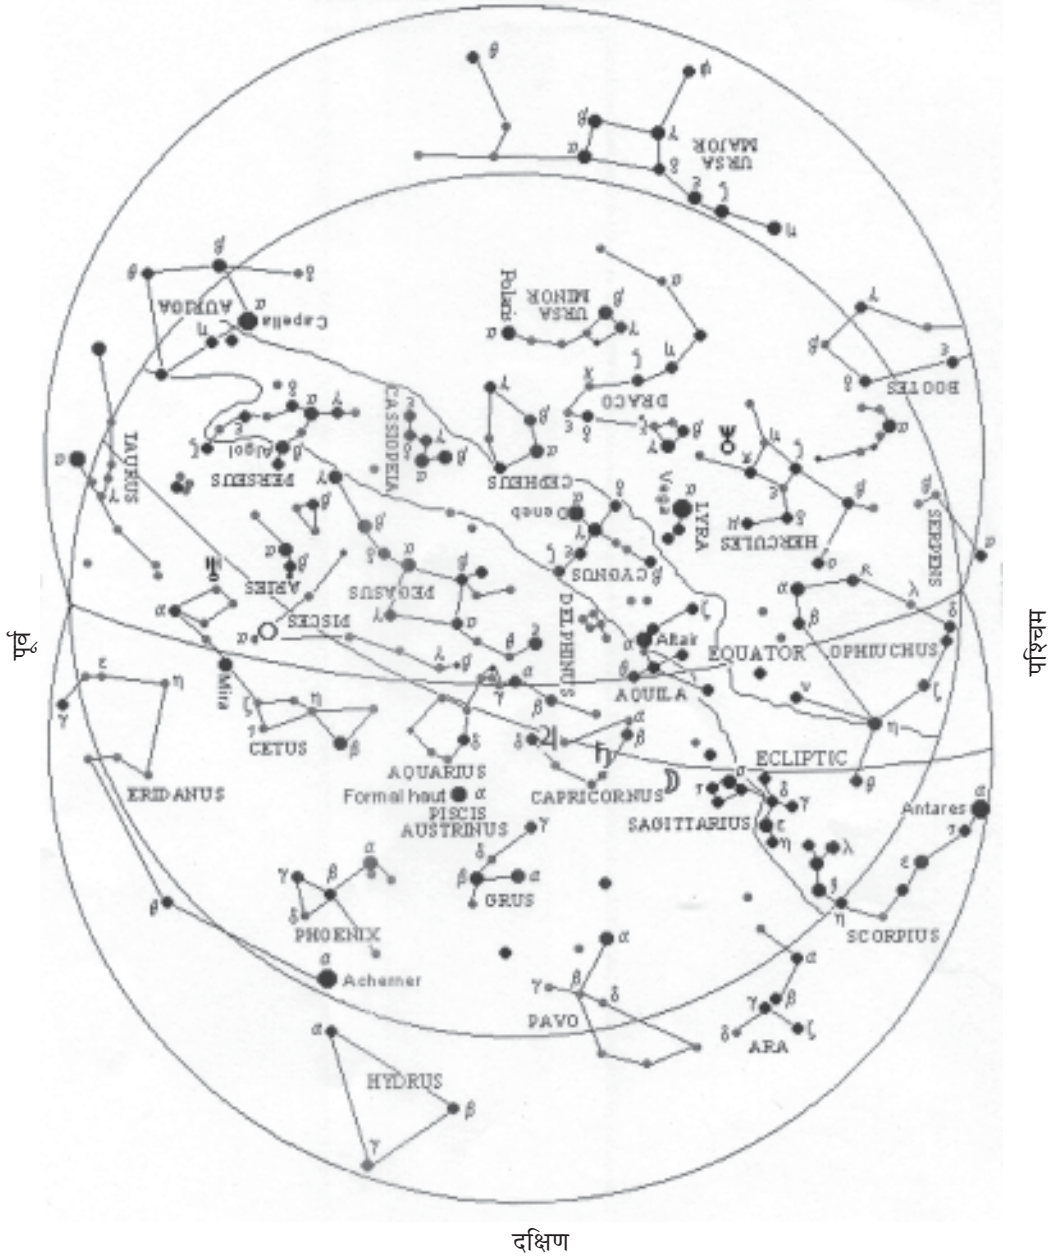 θ
ψ
β
γ
α
URSA
MAJOR
δ
ε
ζ
η
β
θ
δ
α
AURIGA
Capella
η
Polaris
URSA
MINOR
β
α
γ
α
γ
β
ε
δ
BOOTES
η
ζ
χ
DRACO
ε
δ
γ
β
α
CASSIOPEIA
ε
δ
γ
β
α
CEPHEUS
δ
α
γ
ε
ζ
Algol
β
PERSEUS
TAURUS
α
γ
ξ
β
γ
α
η
ζ
π
ε
β
δ
μ
HERCULES
ο
α
Vega
LYRA
α
Deneb
δ
γ
ε
ζ
CYGNUS
β
SERPENS
α
β
γ
β
δ
α
PEGASUS
γ
α
β
ARIES
PISCES
α
α
DELPHINUS
ζ
α
Altair
θ
AQUILA
EQUATOR
OPHIUCHUS
α
κ
λ
β
δ
ζ
ν
η
θ
पूर्व
पश्चिम
Mira
ε
η
γ
ERIDANUS
ζ
η
τ
β
CETUS
λ
β
θ
ε
α
β
δ
AQUARIUS
Formal haut
α
PISCIS
AUSTRINUS
α
β
CAPRICORNUS
ECLIPTIC
σ
τ
δ
γ
SAGITTARIUS
ε
η
α
Antares
τ
ε
λ
η
SCORPIUS
γ
δ
β
α
GRUS
α
γ
β
δ
PHOENIX
θ
α
Acherner
α
γ
β
δ
PAVO
α
γ
β
δ
ζ
ARA
α
HYDRUS
β
γ
दक्षिण